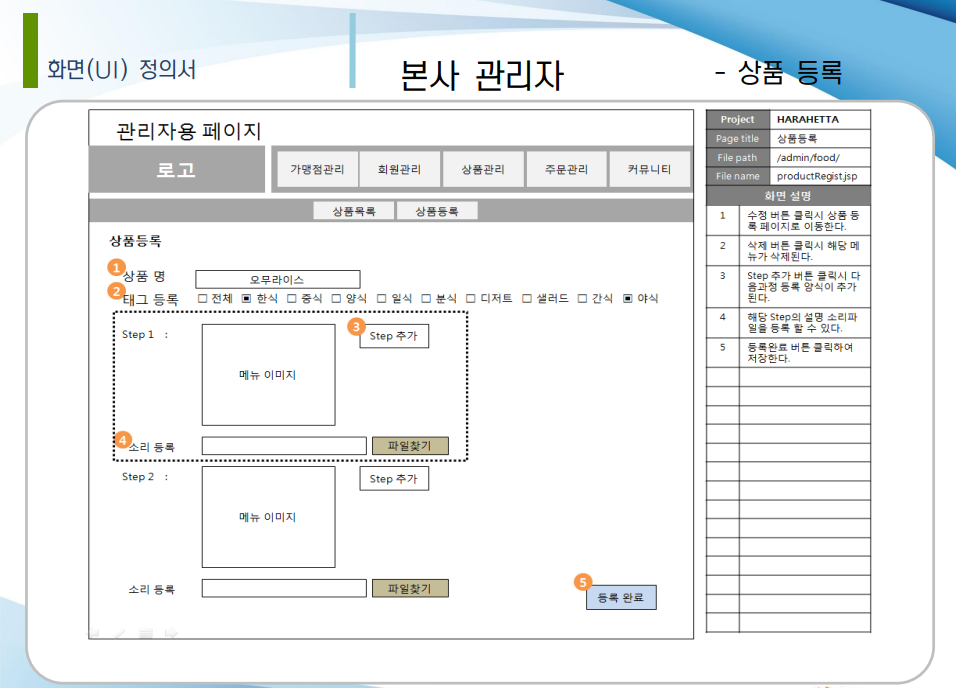 화면(UI) 정의서
본사 관리자
- 상품 등록
관리자용 페이지
로고
가맹점관리 회원관리 상품관리 주문관리 커뮤니티
상품목록 상품등록
상품등록
1
상품 명 오무라이스
2
태그 등록 □ 전체 ▣ 한식 □ 중식 □ 양식 □ 일식 □ 분식 □ 디저트 □ 샐러드 □ 간식 ▣ 야식
Step 1 :
메뉴 이미지
3
Step 추가
4
소리 등록 파일찾기
Step 2 :
메뉴 이미지
Step 추가
소리 등록 파일찾기
5
등록 완료
Project HARAHETTA
Page title 상품등록
File path /admin/food/
File name productRegist.jsp
화면 설명
1 수정 버튼 클릭시 상품 등
록 페이지로 이동한다.
2 삭제 버튼 클릭시 해당 메
뉴가 삭제된다.
3 Step 추가 버튼 클릭시 다
음과정 등록 양식이 추가
된다.
4 해당 Step의 설명 소리파
일을 등록 할 수 있다.
5 등록완료 버튼 클릭하여
저장한다.